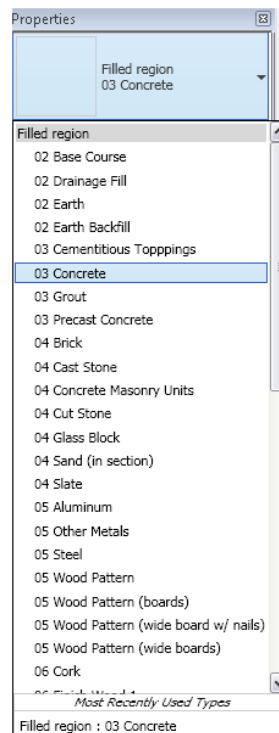 Properties
Filled region
03 Concrete
Filled region
02 Base Course
02 Drainage Fill
02 Earth
02 Earth Backfill
03 Cementitious Topppings
03 Concrete
03 Grout
03 Precast Concrete
04 Brick
04 Cast Stone
04 Concrete Masonry Units
04 Cut Stone
04 Glass Block
04 Sand (in section)
04 Slate
05 Aluminum
05 Other Metals
05 Steel
05 Wood Pattern
05 Wood Pattern (boards)
05 Wood Pattern (wide board w/ nails)
05 Wood Pattern (wide boards)
06 Cork
06 Finish Wood 1
Most Recently Used Types
Filled region : 03 Concrete